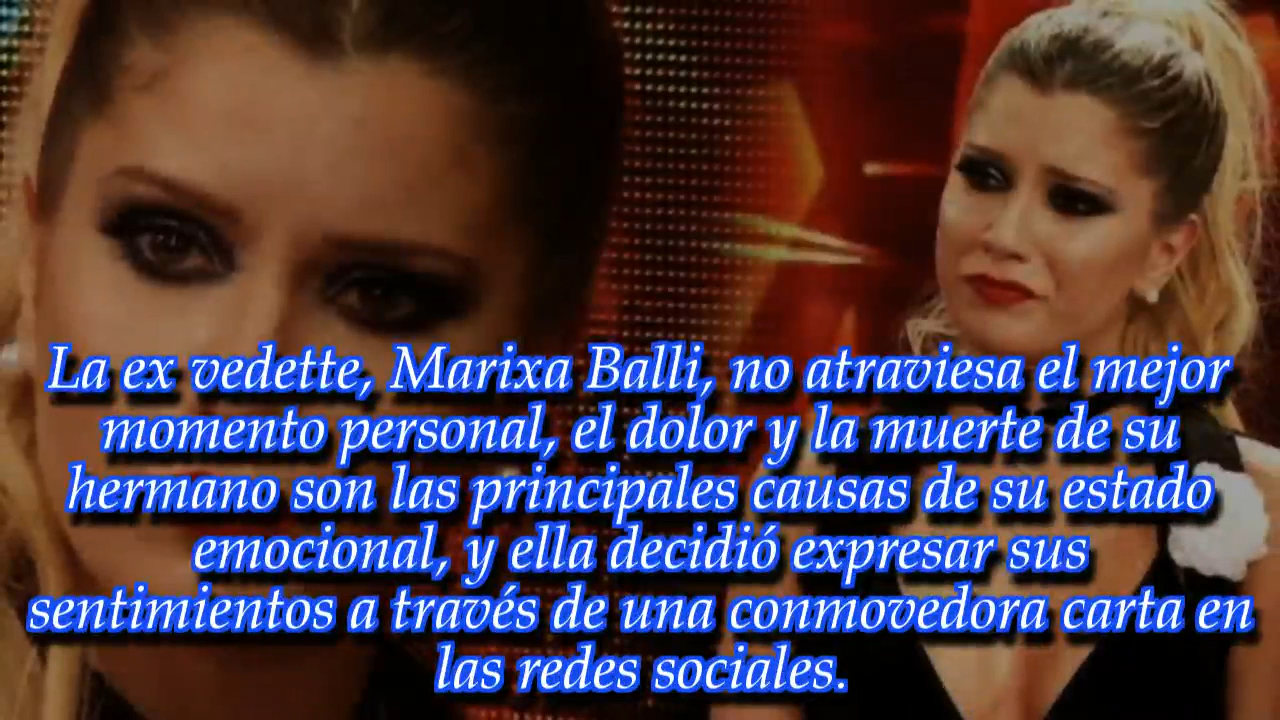 La ex vedette, Marixa Balli, no atraviesa el mejor
momento personal, el dolor y la muerte de su
hermano son las principales causas de su estado
emocional, y ella decidió expresar sus
sentimientos a través de una conmovedora carta en
las redes sociales.